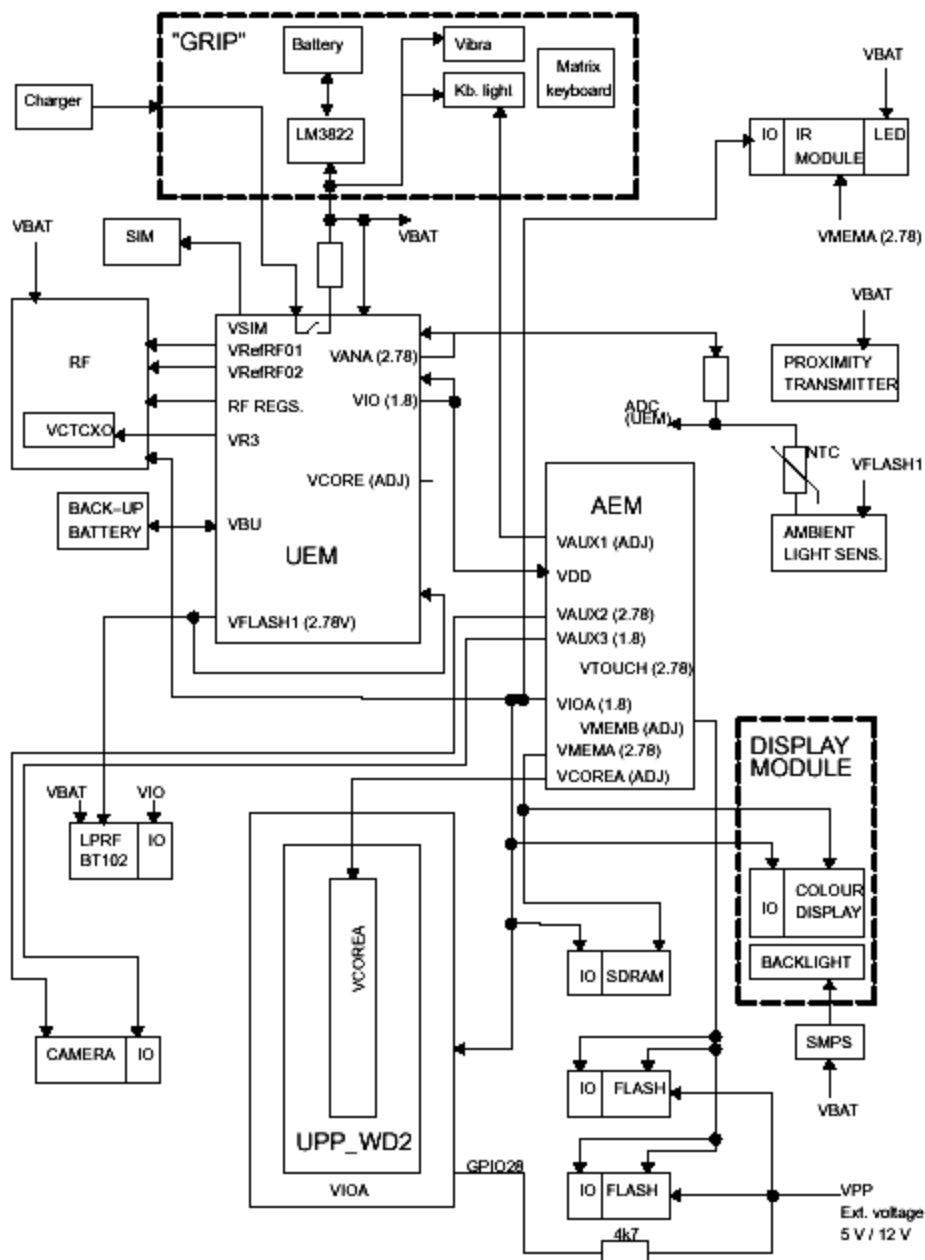 "GRIP"
Battery
Vibra
Matrix
keyboard
Kb. light
Charger
LM3822
VBAT
IO
IR
MODULE
LED
VMEMA (2.78)
VBAT
SIM
VBAT
RF
VCTCXO
VSIM
VRefRF01
VRefRF02
RF REGS.
VR3
VANA (2.78)
VIO (1.8)
VCORE (ADJ)
VBU
UEM
VFLASH1 (2.78V)
BACK-UP
BATTERY
VBAT
PROXIMITY
TRANSMITTER
ADC
(UEM)
NTC
VFLASH1
AMBIENT
LIGHT SENS.
AEM
VAUX1 (ADJ)
VDD
VAUX2 (2.78)
VAUX3 (1.8)
VTOUCH (2.78)
VIOA (1.8)
VMEMB (ADJ)
VMEMA (2.78)
VCOREA (ADJ)
DISPLAY
MODULE
IO
COLOUR
DISPLAY
BACKLIGHT
SMPS
VBAT
VBAT
VIO
LPRF
BT102
IO
CAMERA
IO
VCOREA
UPP_WD2
VIOA
IO
SDRAM
IO
FLASH
IO
FLASH
GPIO28
4k7
VPP
Ext. voltage
5 V / 12 V